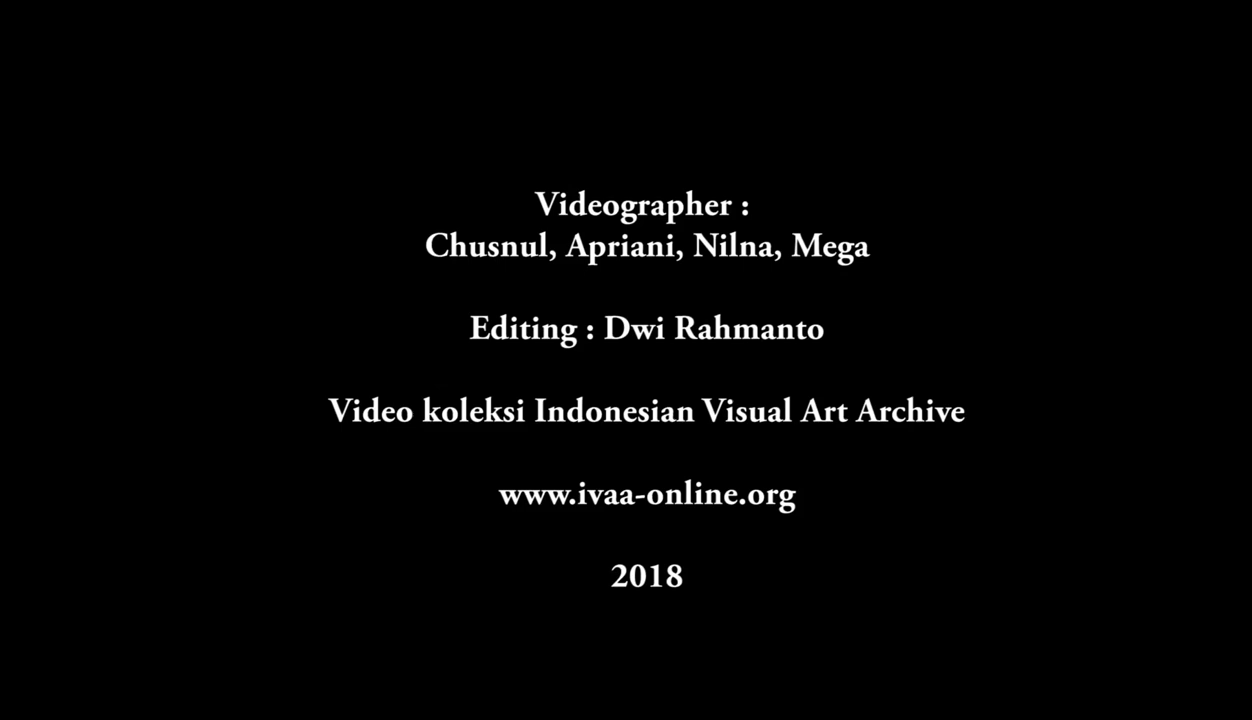 Videographer :
Chusnul, Apriani, Nilna, Mega
Editing : Dwi Rahmanto
Video koleksi Indonesian Visual Art Archive
www.ivaa-online.org
2018